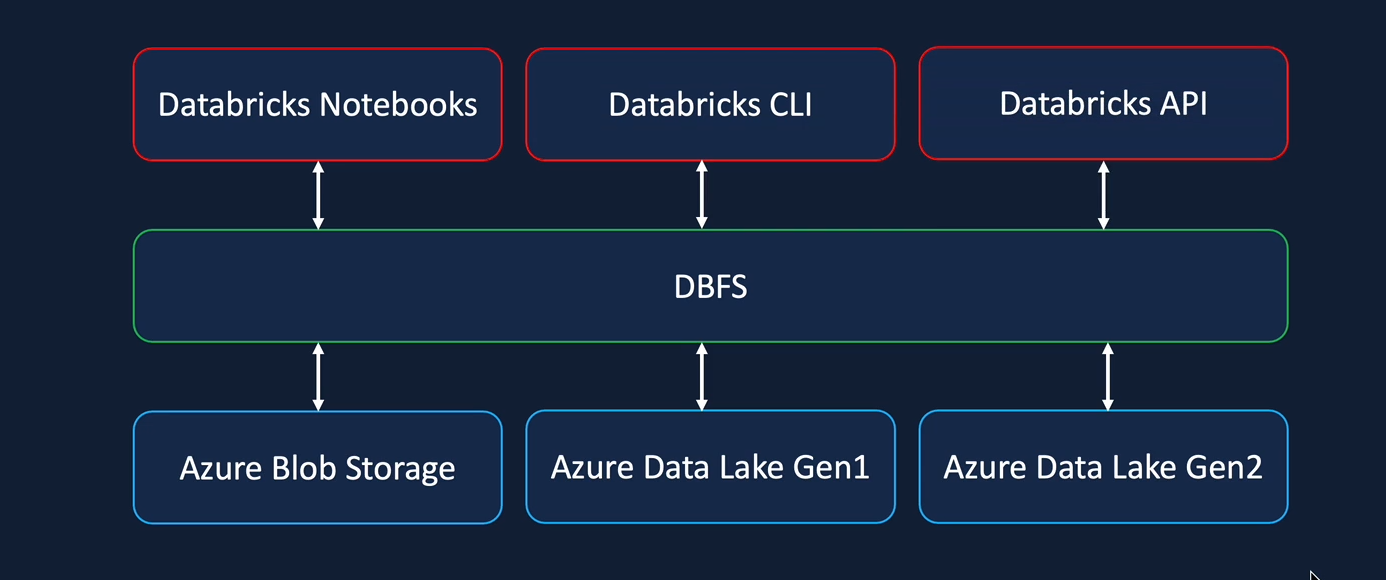 Databricks Notebooks
Databricks CLI
Databricks API
DBFS
Azure Blob Storage
Azure Data Lake Gen1
Azure Data Lake Gen2